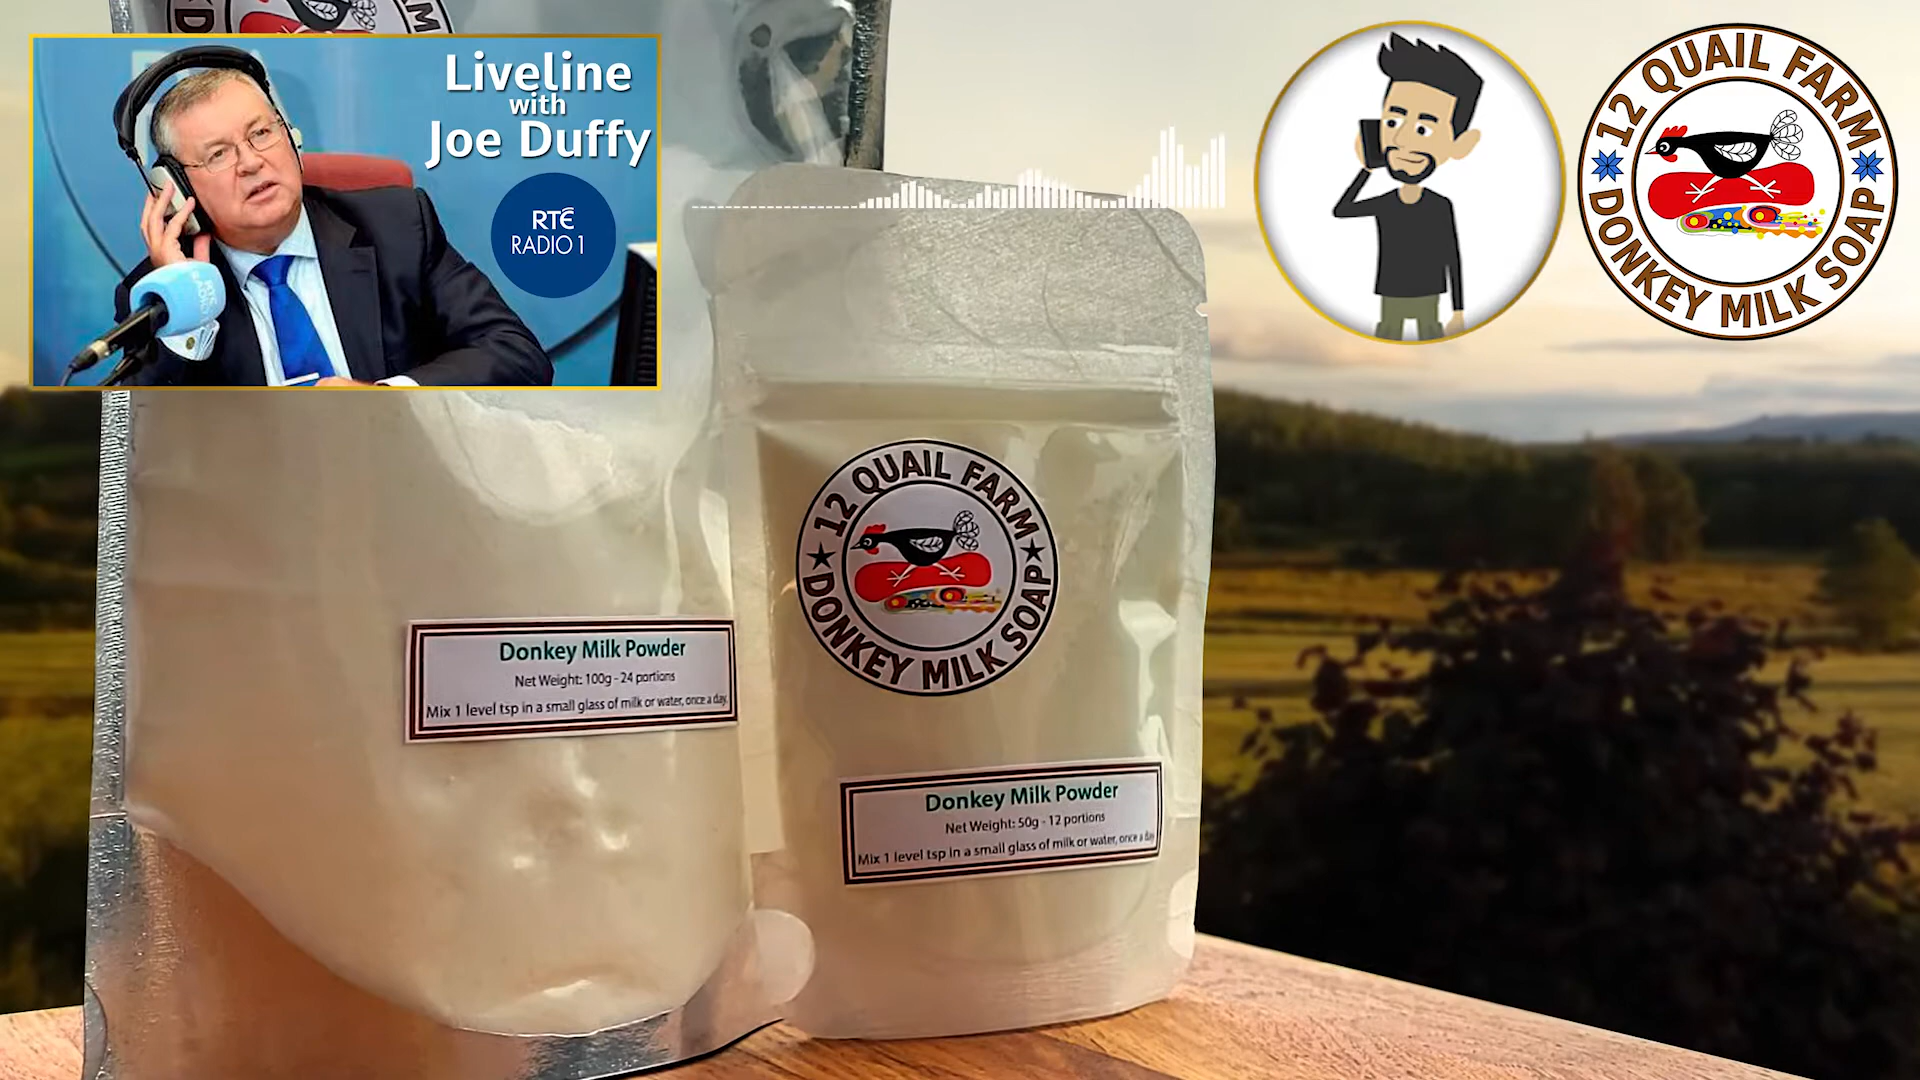 M
Liveline
with
Joe Duffy
RTÉ
RADIO 1
12 QUAIL FARM
DONKEY MILK SOAP
12 QUAIL FARM
DONKEY MILK SOAP
Donkey Milk Powder
Net Weight: 100g - 24 portions
Mix 1 level tsp in a small glass of milk or water, once a day.
Donkey Milk Powder
Net Weight: 50g - 12 portions
Mix 1 level tsp in a small glass of milk or water, once a day